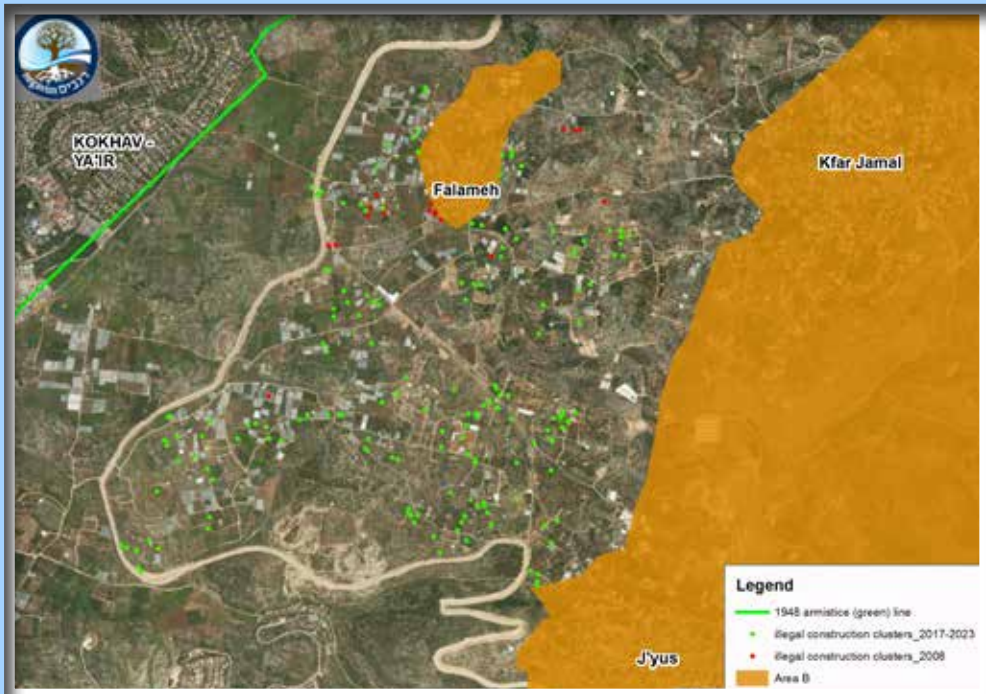 KOKHAV -
YA'IR
Kfar Jamal
Falameh
J'yus
Legend
1948 armistice (green) line
illegal construction clusters_2017-2023
illegal construction clusters_2008
Area B